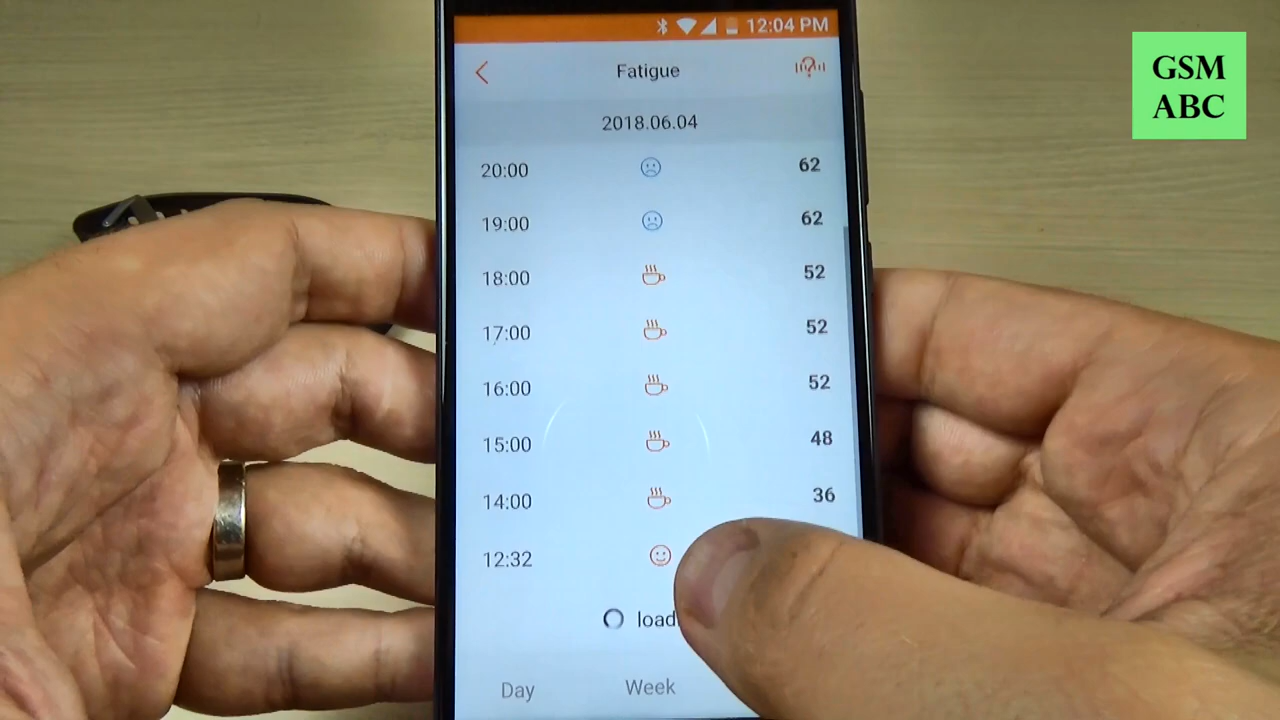 12:04 PM
Fatigue
2018.06.04
20:00 62
19:00 62
18:00 52
17:00 52
16:00 52
15:00 48
14:00 36
12:32
Day Week
GSM
ABC